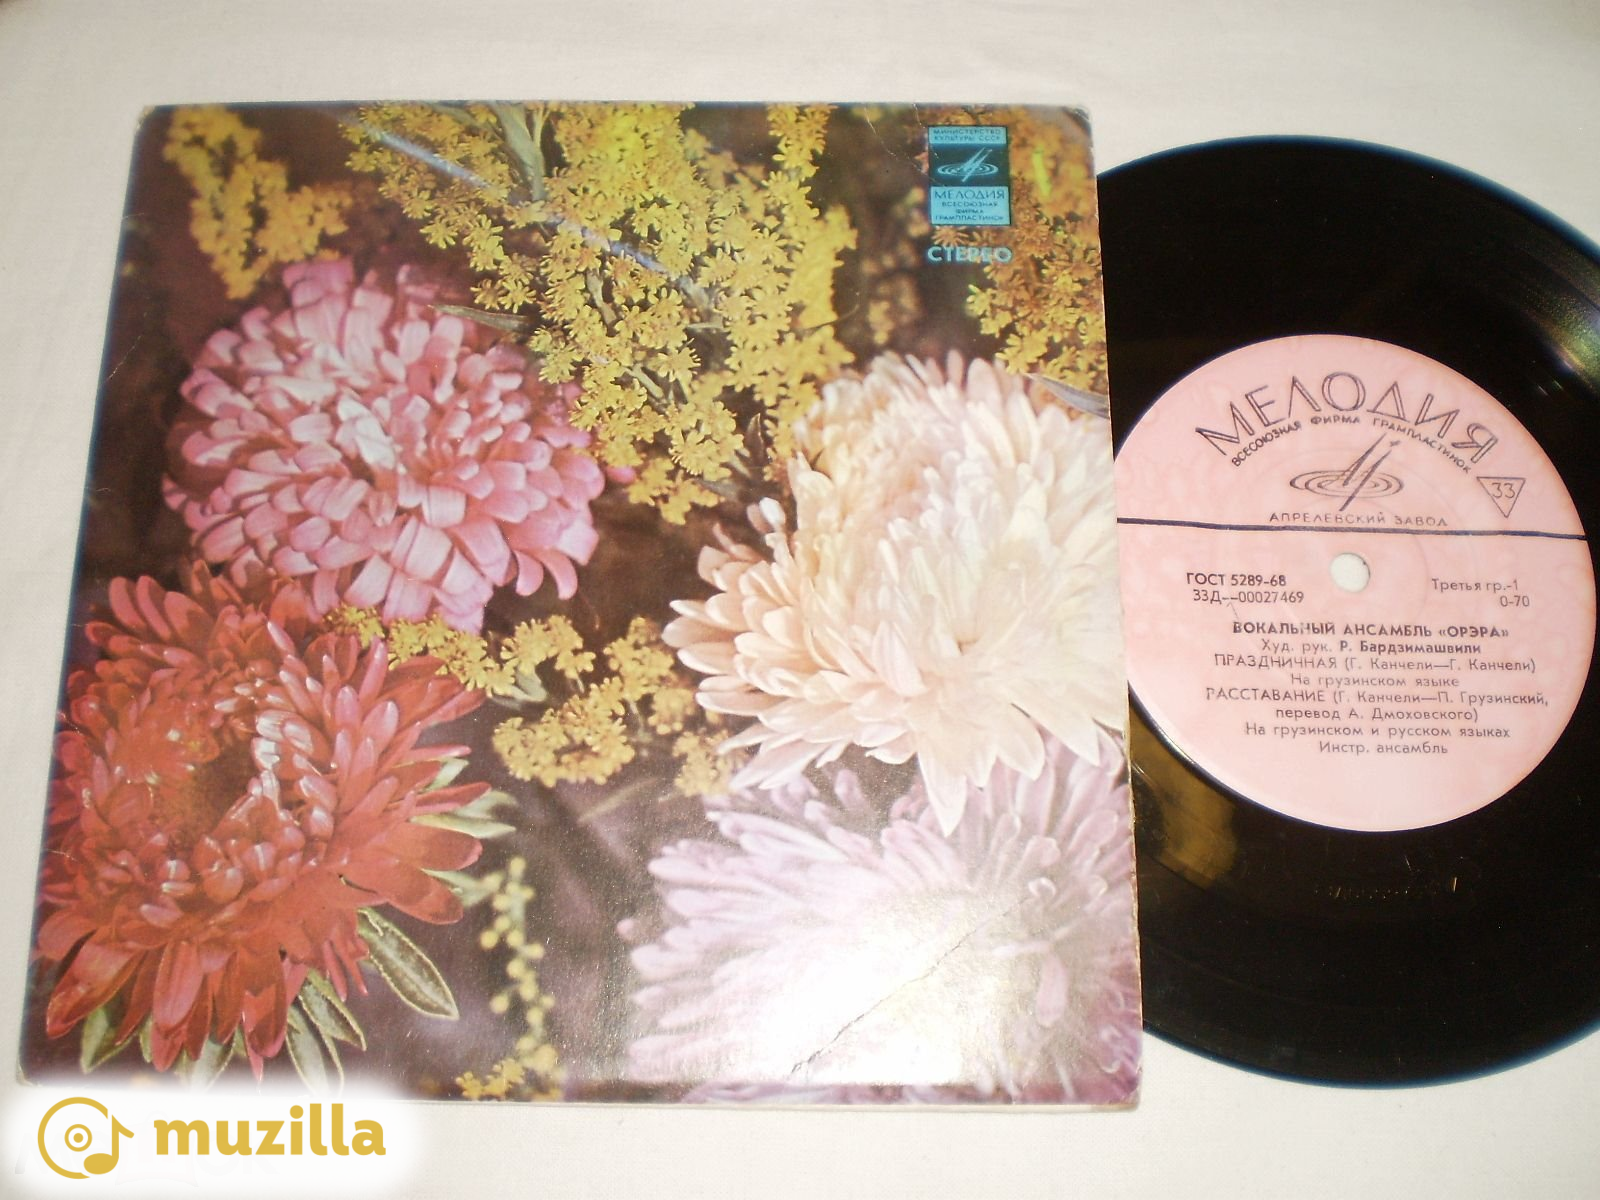 МИНИСТЕРСТВО
КУЛЬТУРЫ СССР
МЕЛОДИЯ
ВСЕСОЮЗНАЯ
ФИРМА
ГРАМПЛАСТИНОК
СТЕРЕО
МЕЛОДИЯ
ВСЕСОЮЗНАЯ ФИРМА ГРАМПЛАСТИНОК
33
АПРЕЛЕВСКИЙ ЗАВОД
ГОСТ 5289-68
Третья гр.-1
33Д--00027469
0-70
ВОКАЛЬНЫЙ АНСАМБЛЬ «ОРЭРА»
Худ. рук. Р. Бардзимашвили
ПРАЗДНИЧНАЯ (Г. Канчели—Г. Канчели)
На грузинском языке
РАССТАВАНИЕ (Г. Канчели—П. Грузинский,
перевод А. Дмоховского)
На грузинском и русском языках
Инстр. ансамбль
muzilla